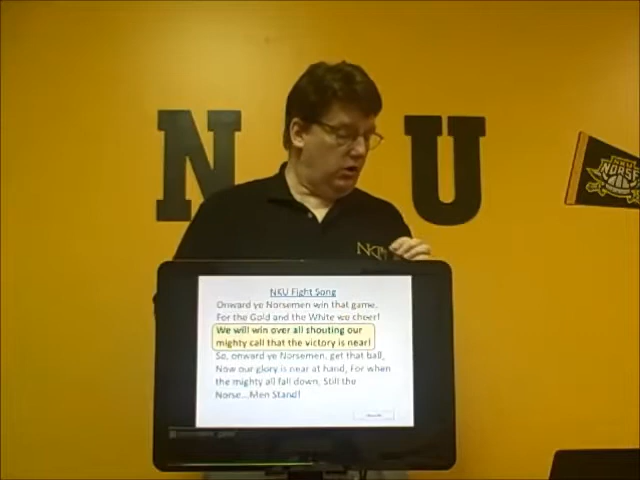 N U
NKU
NORSE
NKU
NKU Fight Song
Onward ye Norsemen win that game.
For the Gold and the White we cheer!
We will win over all shouting our
mighty call that the victory is near!
So, onward ye Norsemen, get that ball,
Now our glory is near at hand, For when
the mighty all fall down, Still the
Norse...Men Stand!